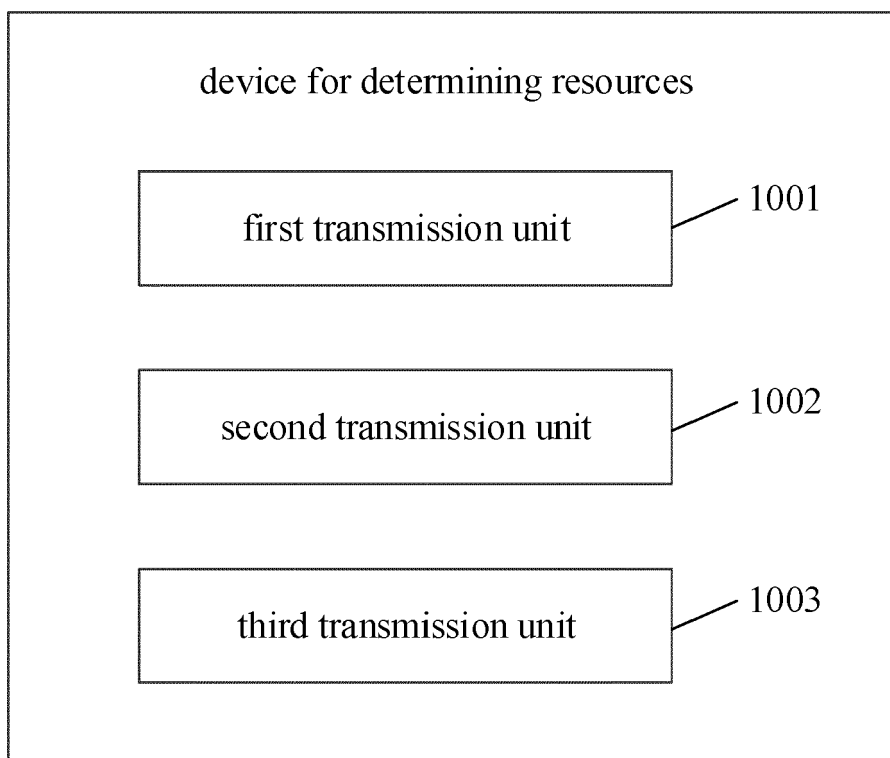 device for determining resources
first transmission unit
1001
second transmission unit
1002
third transmission unit
1003